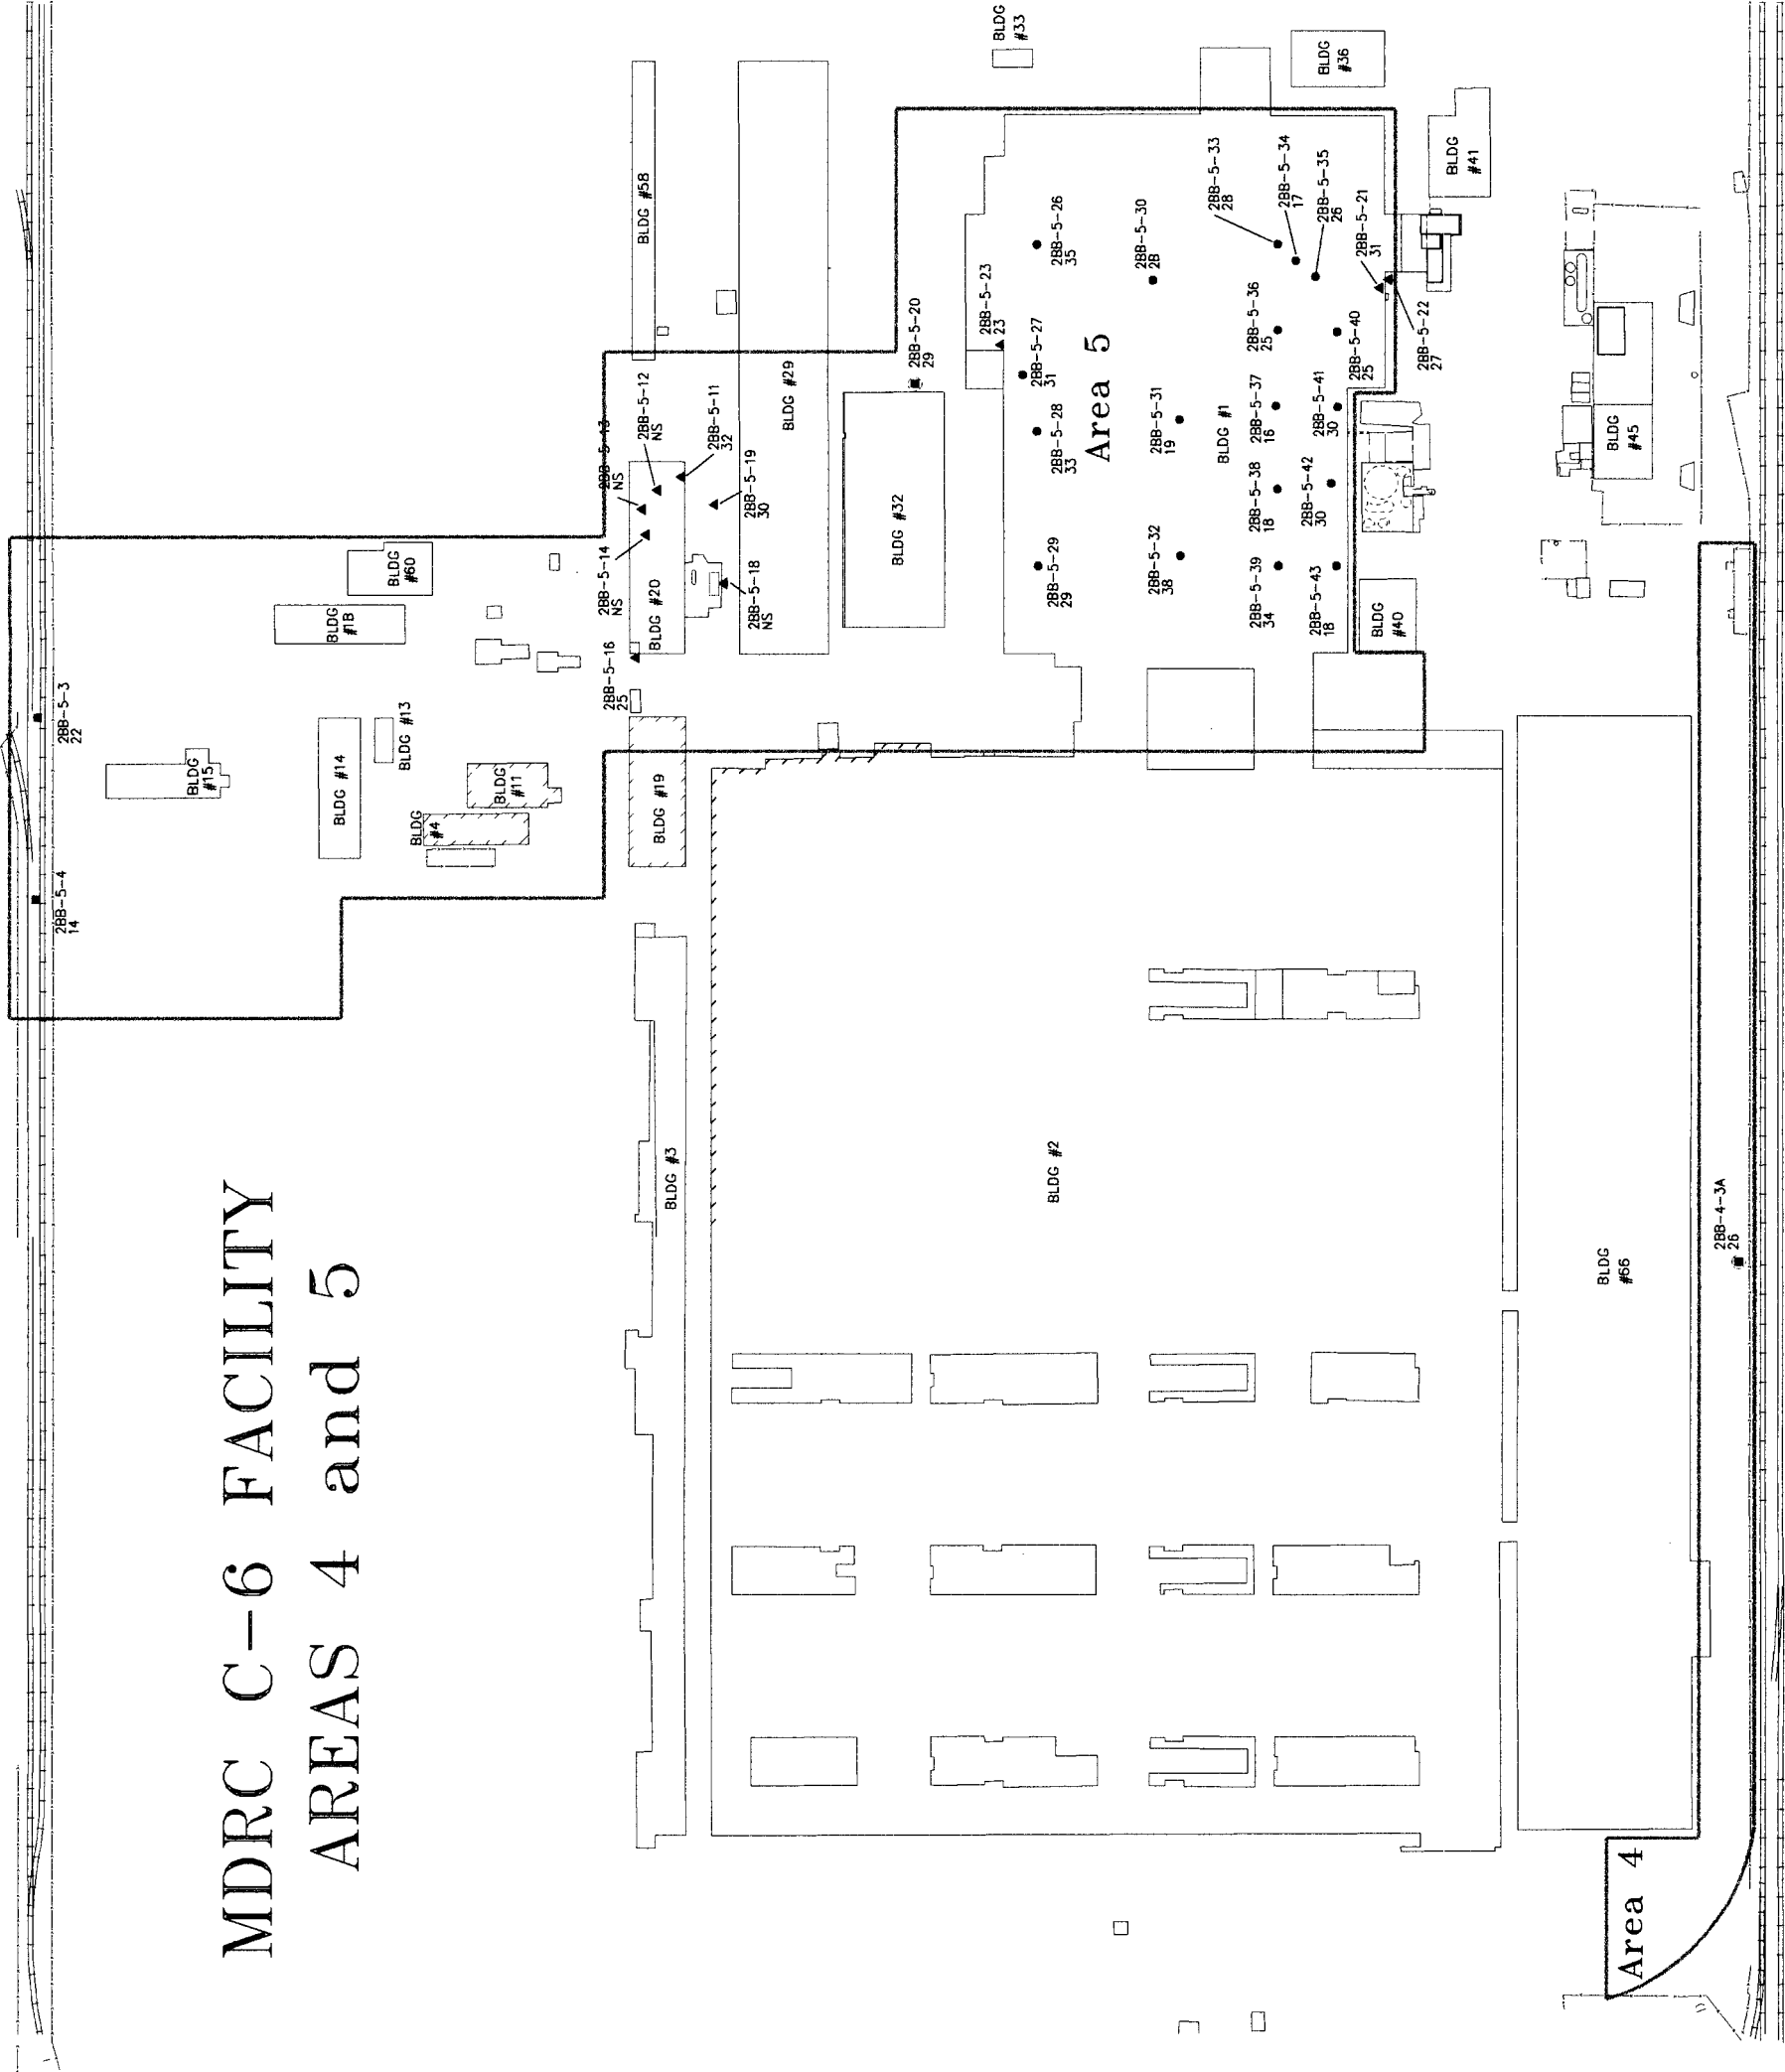 MDRC C-6 FACILITY
AREAS 4 and 5
2BB-5-4
14
2BB-5-3
22
BLDG
#15
BLDG #14
BLDG #13
BLDG
#4
BLDG
#11
BLDG
#1B
BLDG
#60
BLDG #19
2BB-5-16
25
BLDG #20
2BB-5-14
NS
2BB-5-13
NS
2BB-5-12
NS
2BB-5-11
32
2BB-5-19
30
2BB-5-18
NS
BLDG #58
BLDG #29
BLDG #32
2BB-5-20
29
BLDG
#33
2BB-5-23
23
2BB-5-26
35
2BB-5-27
31
2BB-5-28
33
2BB-5-29
29
Area 5
2BB-5-30
2B
2BB-5-31
19
2BB-5-32
38
BLDG #1
2BB-5-33
28
2BB-5-34
17
2BB-5-35
26
2BB-5-36
25
2BB-5-37
16
2BB-5-38
18
2BB-5-39
34
2BB-5-40
25
2BB-5-41
30
2BB-5-42
30
2BB-5-43
18
2BB-5-21
31
2BB-5-22
27
BLDG
#36
BLDG
#41
BLDG
#40
BLDG
#45
BLDG #3
BLDG #2
BLDG
#66
2BB-4-3A
26
Area 4